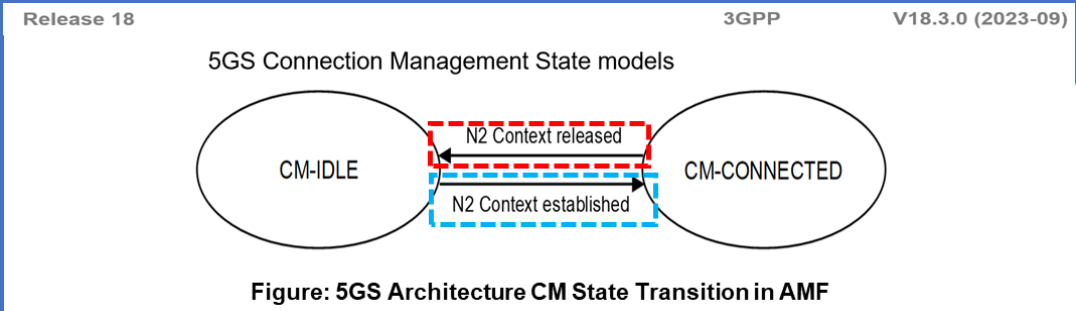 Release 18 3GPP V18.3.0 (2023-09)
5GS Connection Management State models
N2 Context released
CM-IDLE CM-CONNECTED
N2 Context established
Figure: 5GS Architecture CM State Transition in AMF